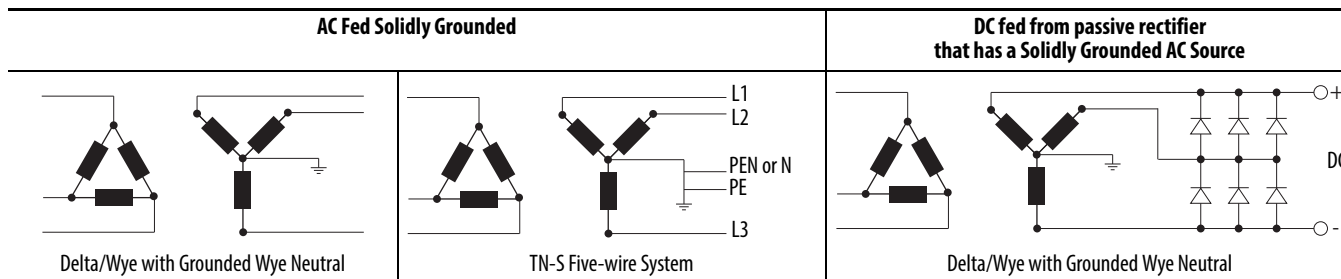 AC Fed Solidly Grounded
DC fed from passive rectifier
that has a Solidly Grounded AC Source
L1
L2
PEN or N
PE
L3
+
DC
-
Delta/Wye with Grounded Wye Neutral
TN-S Five-wire System
Delta/Wye with Grounded Wye Neutral